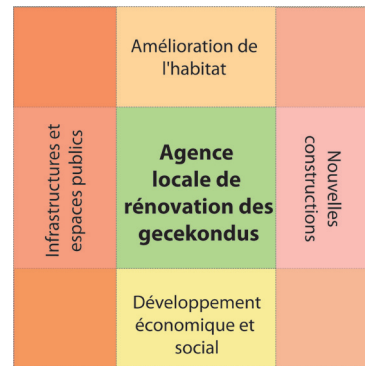 Amélioration de
l'habitat
Infrastructures et
espaces publics
Agence
locale de
rénovation des
gecekondus
Nouvelles
constructions
Développement
économique et
social